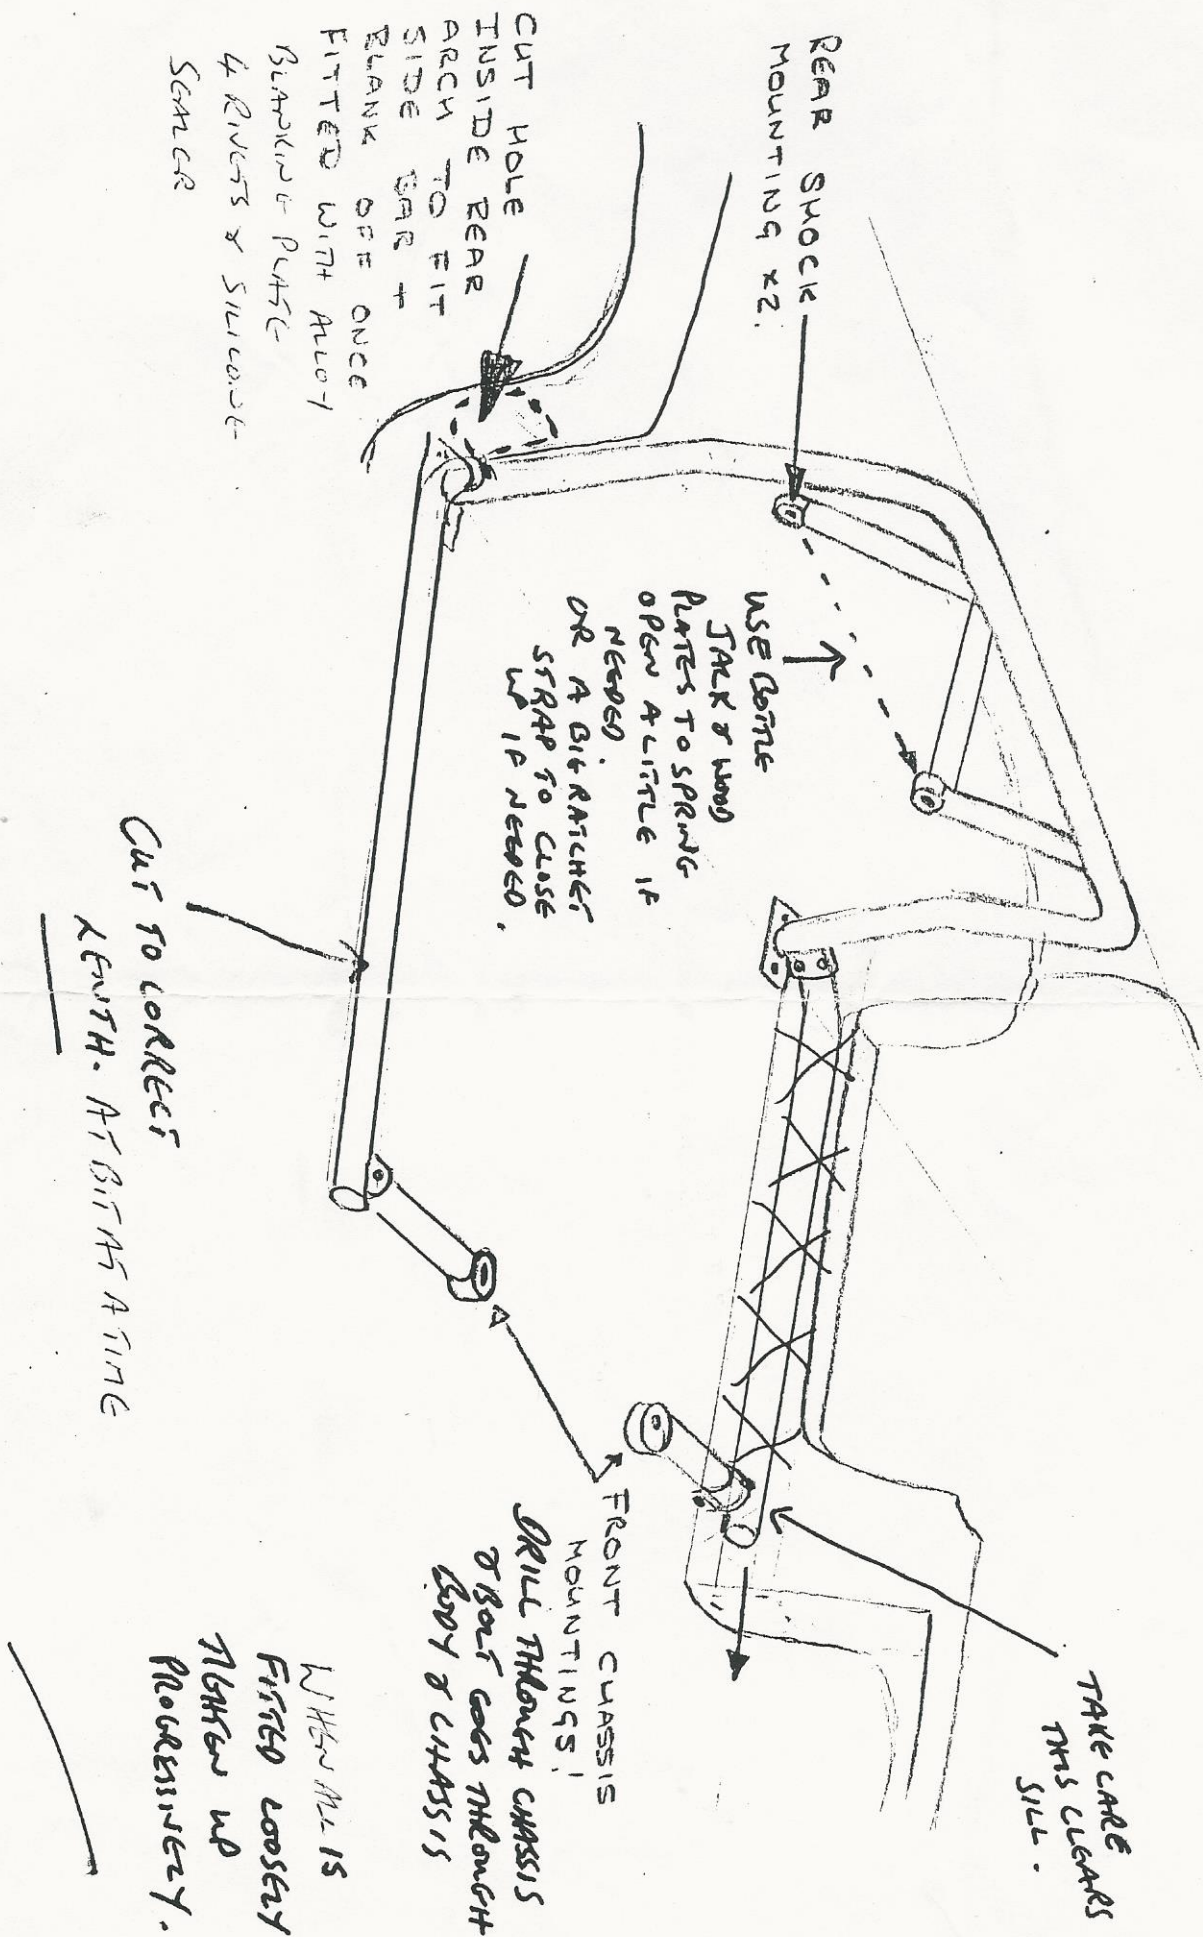 REAR SHOCK
MOUNTING X2.
CUT HOLE
INSIDE REAR
ARCH TO FIT
SIDE BAR +
BLANK OFF ONCE
FITTED WITH ALLOY
BLANKING PLATE
4 RIVETS & SILICONE
SEALER
USE BOTTLE
JACK & WOOD
PLATES TO SPRING
OPEN A LITTLE IF
NEEDED.
OR A BIG RATCHET
STRAP TO CLOSE
UP IF NEEDED.
CUT TO CORRECT
LENTH. AT BIT AT A TIME
TAKE CARE
THIS CLEARS
SILL.
FRONT CHASSIS
MOUNTINGS!
DRILL THROUGH CHASSIS
& BOLT GOES THROUGH
BODY & CHASSIS
WHEN ALL IS
FITTED LOOSELY
TIGHTEN UP
PROGRESSIVELY.